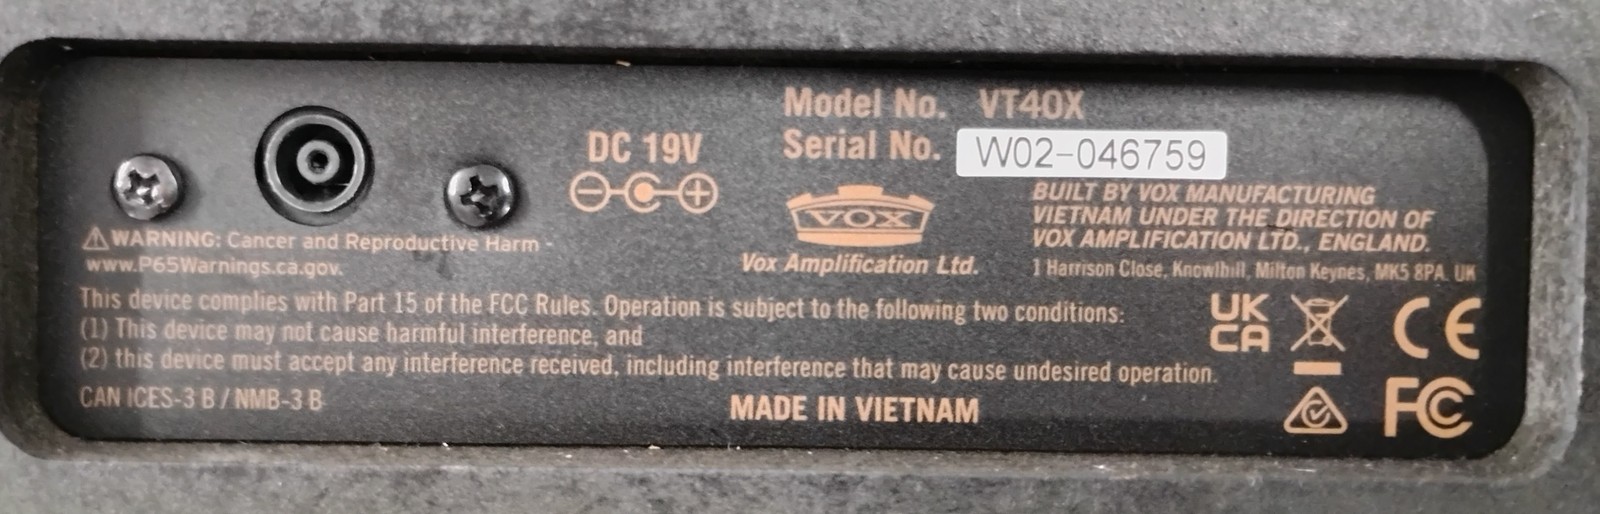 Model No. VT40X
Serial No. W02-046759
DC 19V
VOX
Vox Amplification Ltd.
BUILT BY VOX MANUFACTURING
VIETNAM UNDER THE DIRECTION OF
VOX AMPLIFICATION LTD., ENGLAND.
1 Harrison Close, Knowlhill, Milton Keynes, MK5 8PA. UK
WARNING: Cancer and Reproductive Harm -
www.P65Warnings.ca.gov.
This device complies with Part 15 of the FCC Rules. Operation is subject to the following two conditions:
(1) This device may not cause harmful interference, and
(2) this device must accept any interference received, including interference that may cause undesired operation.
CAN ICES-3 B / NMB-3 B
MADE IN VIETNAM
UK
CA
CE
FC